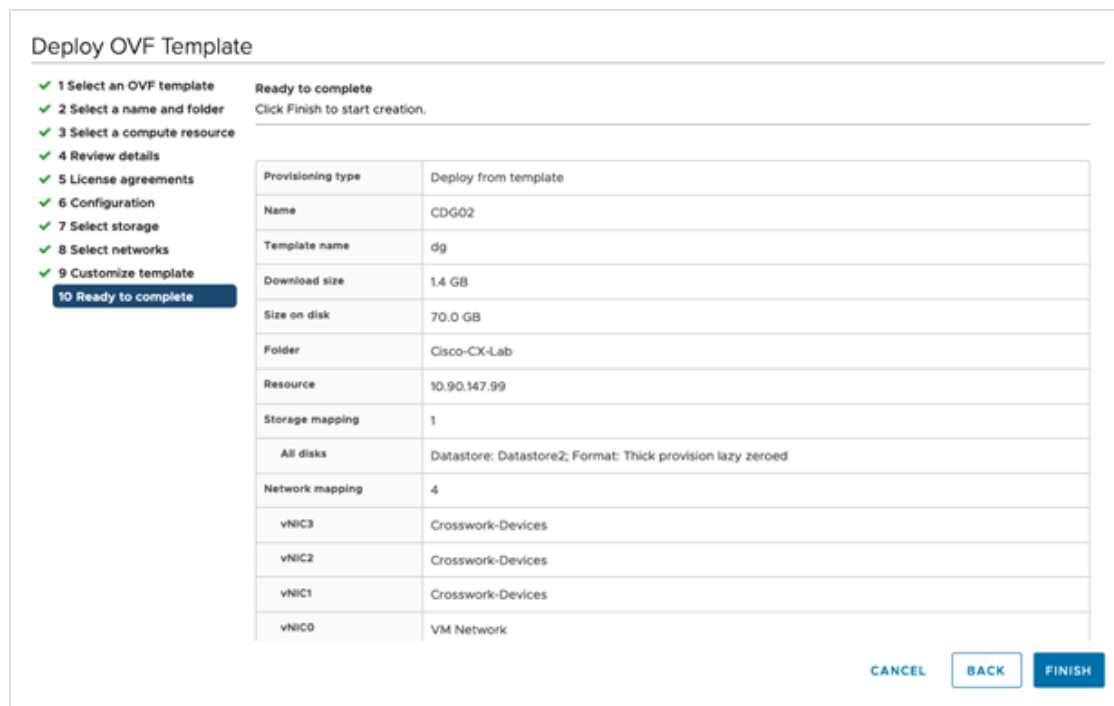 Deploy OVF Template
1 Select an OVF template
2 Select a name and folder
3 Select a compute resource
4 Review details
5 License agreements
6 Configuration
7 Select storage
8 Select networks
9 Customize template
10 Ready to complete
Ready to complete
Click Finish to start creation.
Provisioning type Deploy from template
Name CDG02
Template name dg
Download size 1.4 GB
Size on disk 70.0 GB
Folder Cisco-CX-Lab
Resource 10.90.147.99
Storage mapping 1
All disks Datastore: Datastore2; Format: Thick provision lazy zeroed
Network mapping 4
vNIC3 Crosswork-Devices
vNIC2 Crosswork-Devices
vNIC1 Crosswork-Devices
vNIC0 VM Network
CANCEL BACK FINISH